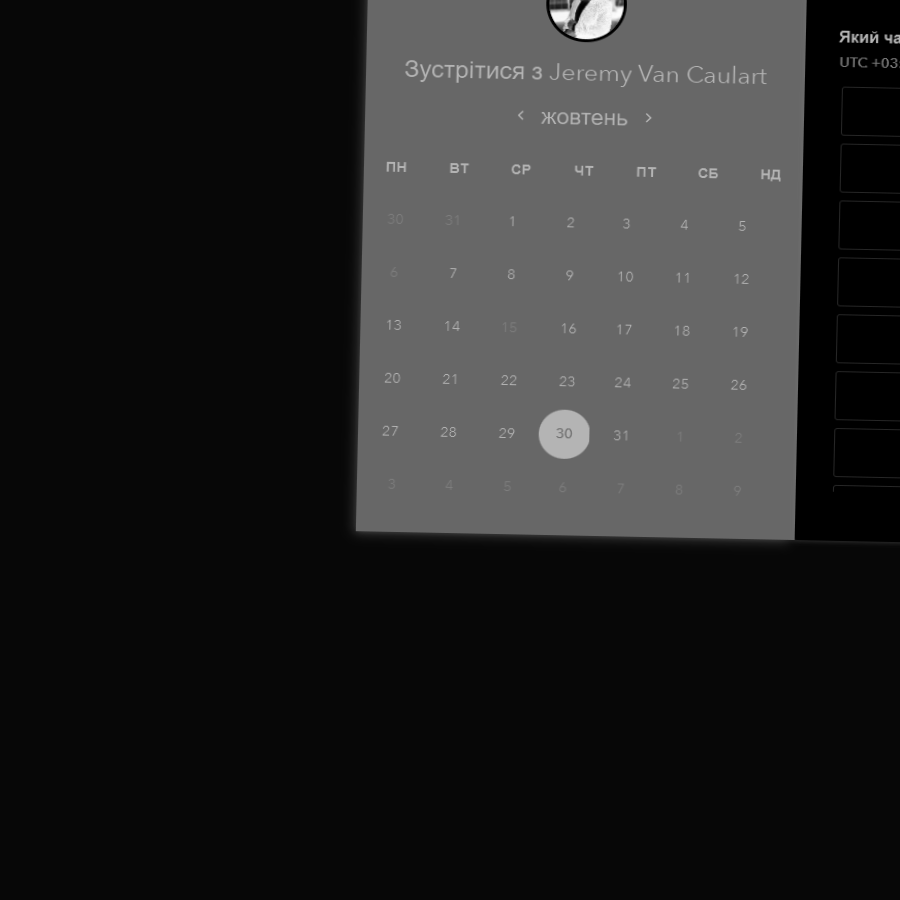 Зустрітися з Jeremy Van Caulart
‹ жовтень ›
ПН ВТ СР ЧТ ПТ СБ НД
30 31 1 2 3 4 5
6 7 8 9 10 11 12
13 14 15 16 17 18 19
20 21 22 23 24 25 26
27 28 29 30 31 1 2
3 4 5 6 7 8 9
Який
UTC +03